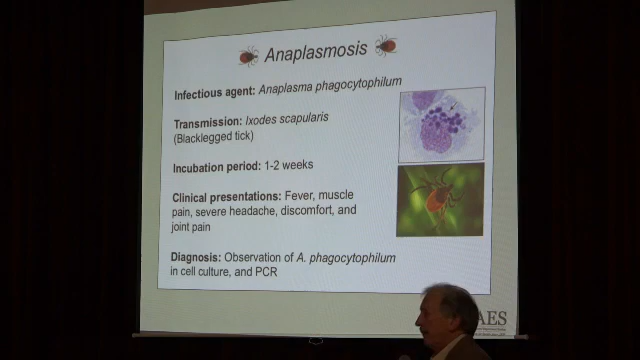 Anaplasmosis
Infectious agent: Anaplasma phagocytophilum
Transmission: Ixodes scapularis
(Blacklegged tick)
Incubation period: 1-2 weeks
Clinical presentations: Fever, muscle
pain, severe headache, discomfort, and
joint pain
Diagnosis: Observation of A. phagocytophilum
in cell culture, and PCR
AES